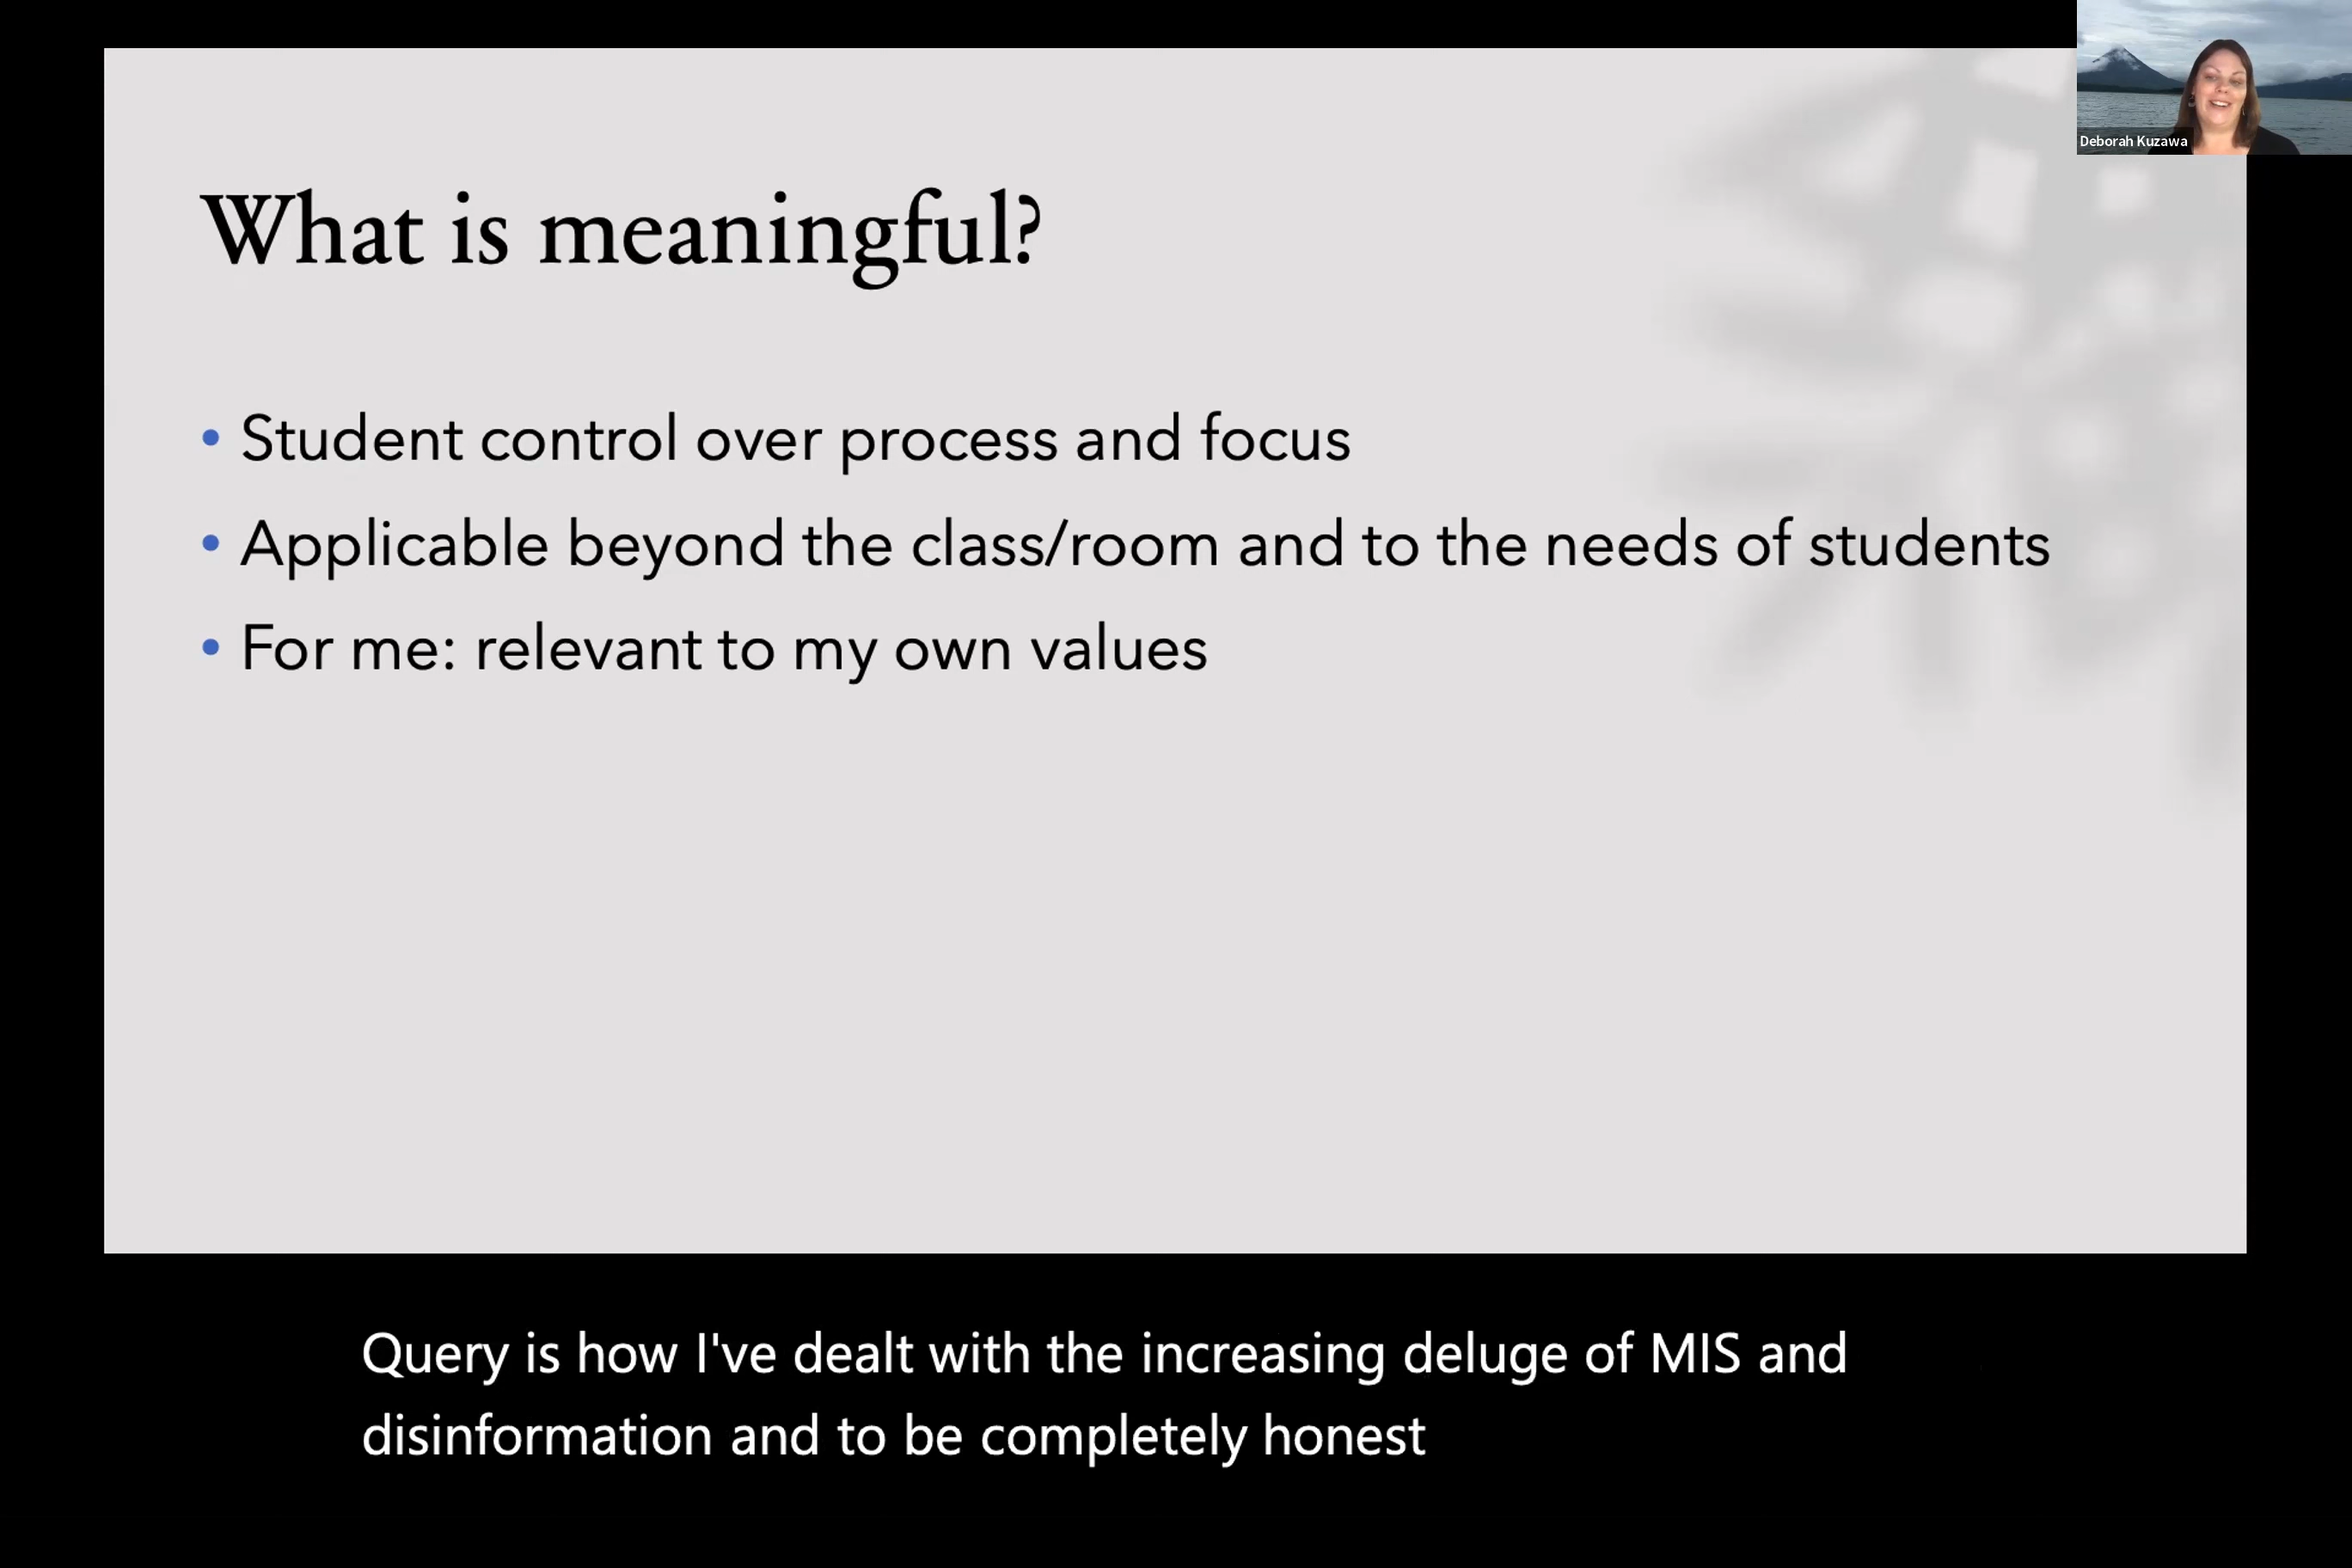 Deborah Kuzawa
What is meaningful?
• Student control over process and focus
• Applicable beyond the class/room and to the needs of students
• For me: relevant to my own values
Query is how I've dealt with the increasing deluge of MIS and
disinformation and to be completely honest